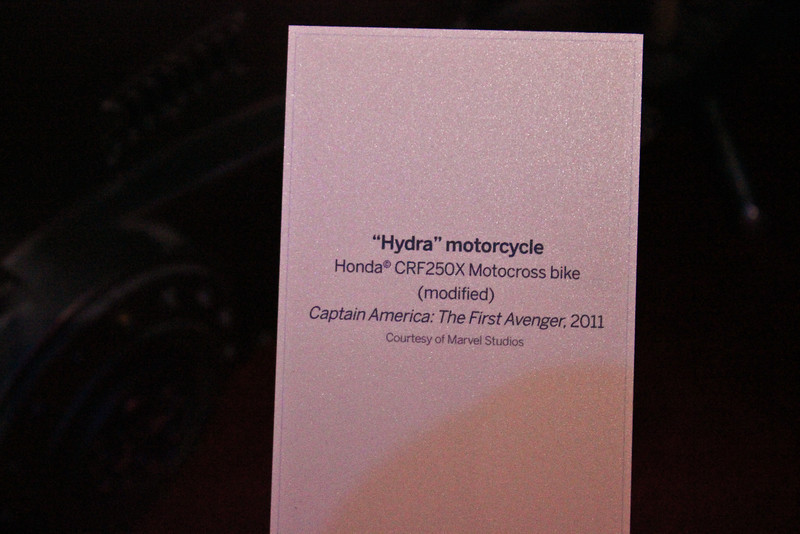 “Hydra” motorcycle
Honda© CRF250X Motocross bike
(modified)
Captain America: The First Avenger, 2011
Courtesy of Marvel Studios